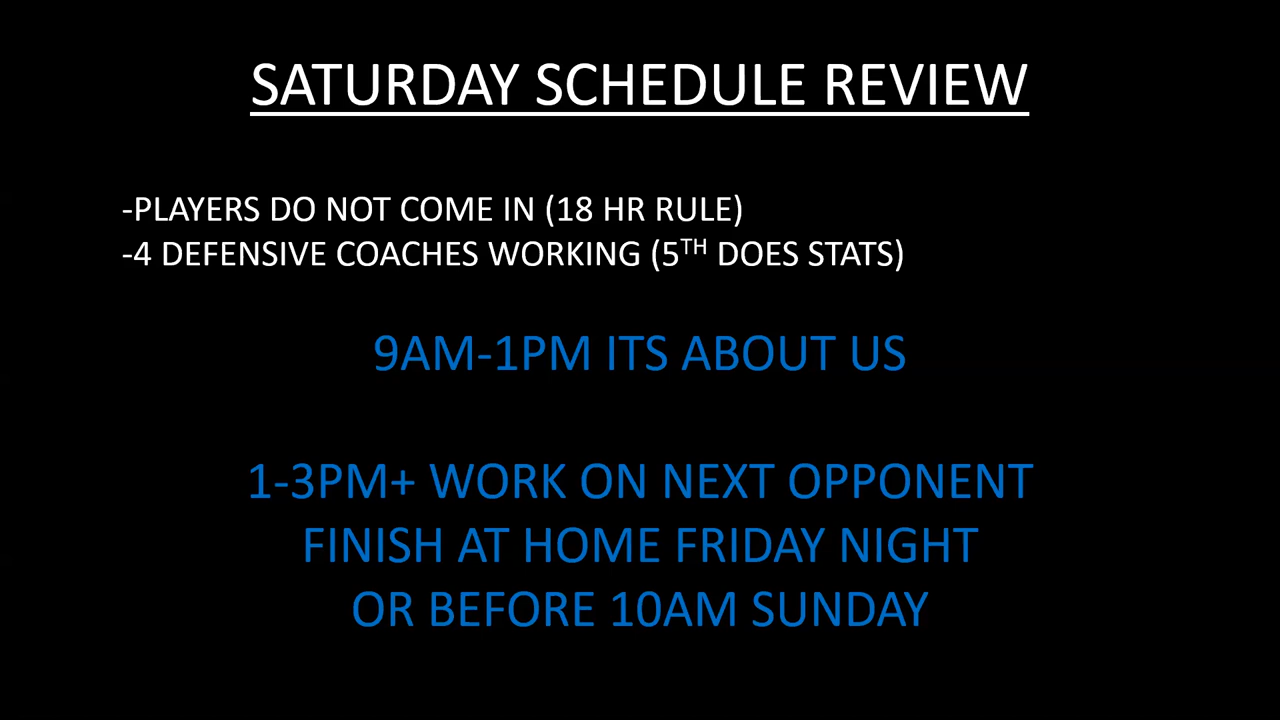 SATURDAY SCHEDULE REVIEW
-PLAYERS DO NOT COME IN (18 HR RULE)
-4 DEFENSIVE COACHES WORKING (5TH DOES STATS)
9AM-1PM ITS ABOUT US
1-3PM+ WORK ON NEXT OPPONENT
FINISH AT HOME FRIDAY NIGHT
OR BEFORE 10AM SUNDAY